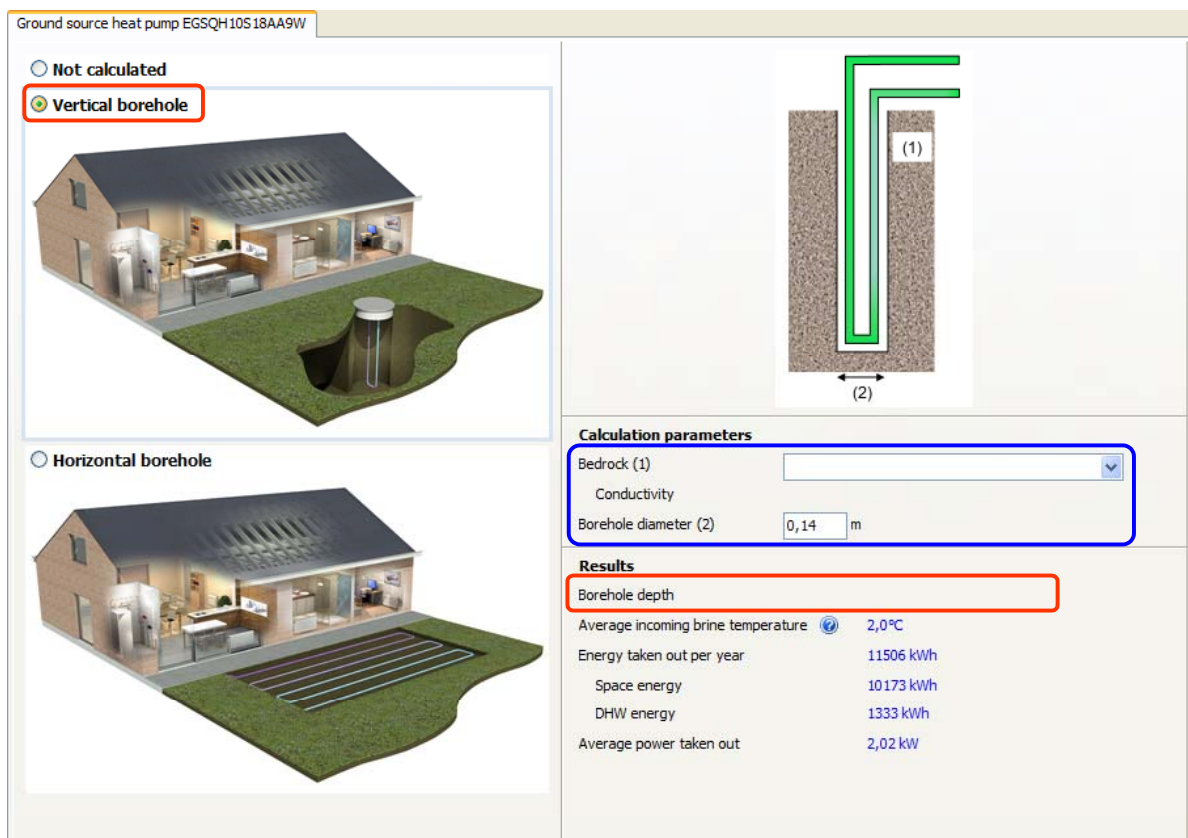 Ground source heat pump EGSQH10S18AA9W
Not calculated
Vertical borehole
Horizontal borehole
(1)
(2)
Calculation parameters
Bedrock (1)
Conductivity
Borehole diameter (2) 0,14 m
Results
Borehole depth
Average incoming brine temperature 2,0°C
Energy taken out per year 11506 kWh
Space energy 10173 kWh
DHW energy 1333 kWh
Average power taken out 2,02 kW